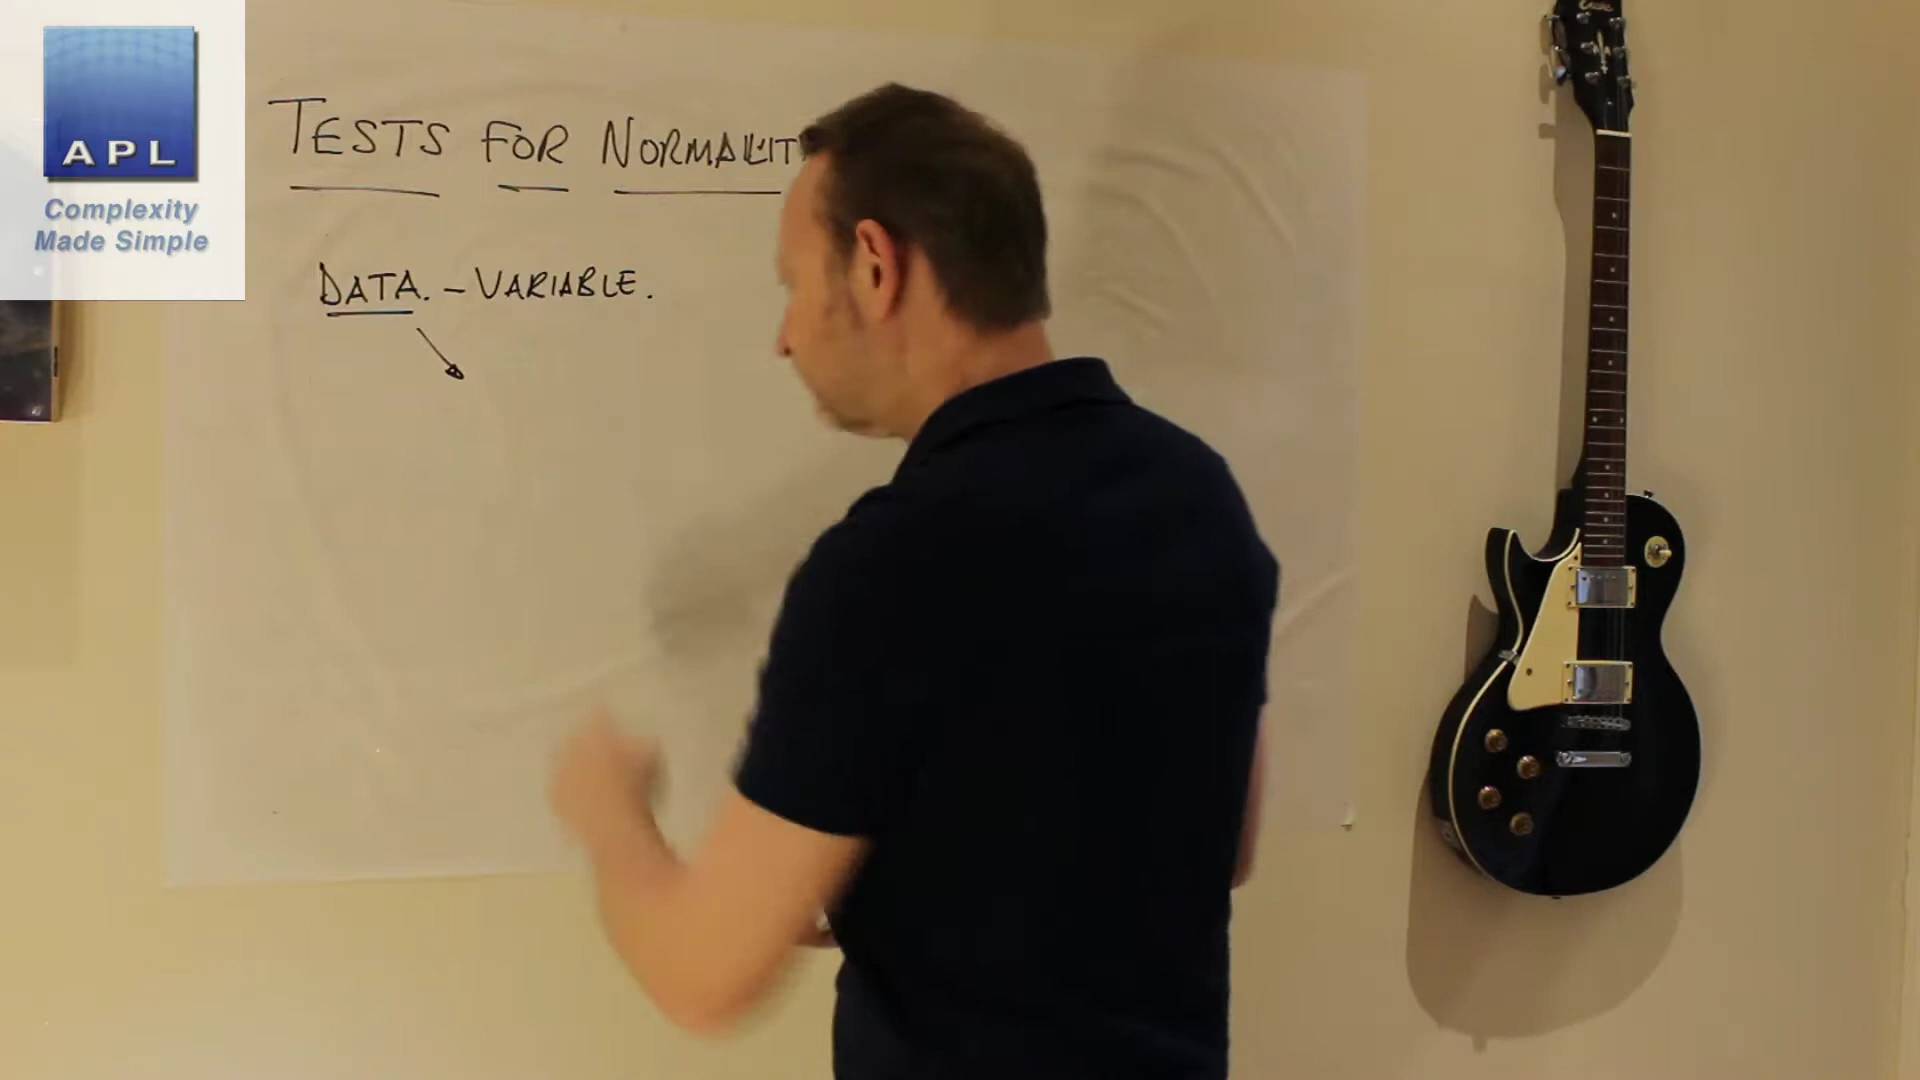 APL
Complexity
Made Simple
TESTS FOR NORMALIT
DATA. - VARIABLE.